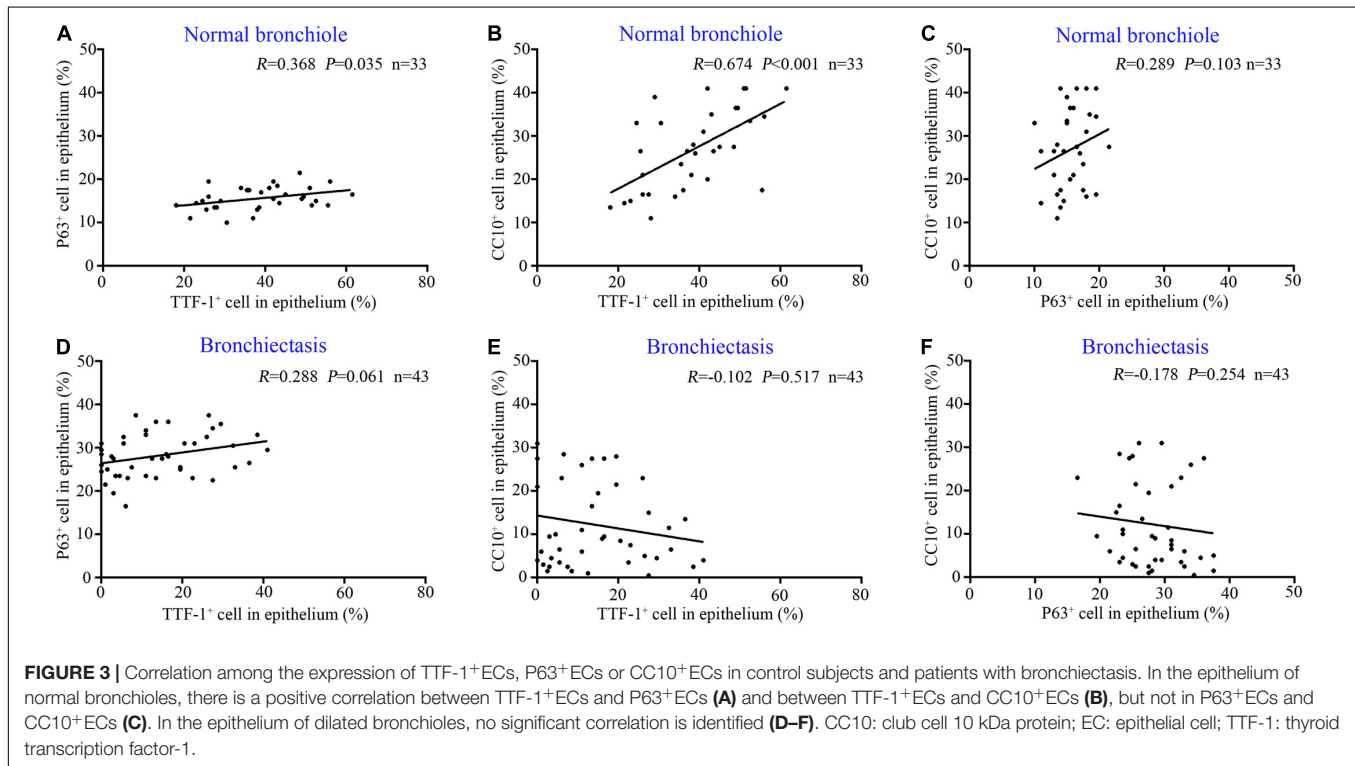 A
Normal bronchiole
R=0.368 P=0.035 n=33
P63⁺ cell in epithelium (%)
50
40
30
20
10
0
0 20 40 60 80
TTF-1⁺ cell in epithelium (%)
B
Normal bronchiole
R=0.674 P<0.001 n=33
CC10⁺ cell in epithelium (%)
50
40
30
20
10
0
0 20 40 60 80
TTF-1⁺ cell in epithelium (%)
C
Normal bronchiole
R=0.289 P=0.103 n=33
CC10⁺ cell in epithelium (%)
50
40
30
20
10
0
0 10 20 30 40 50
P63⁺ cell in epithelium (%)
D
Bronchiectasis
R=0.288 P=0.061 n=43
P63⁺ cell in epithelium (%)
50
40
30
20
10
0
0 20 40 60 80
TTF-1⁺ cell in epithelium (%)
E
Bronchiectasis
R=-0.102 P=0.517 n=43
CC10⁺ cell in epithelium (%)
50
40
30
20
10
0
0 20 40 60 80
TTF-1⁺ cell in epithelium (%)
F
Bronchiectasis
R=-0.178 P=0.254 n=43
CC10⁺ cell in epithelium (%)
50
40
30
20
10
0
0 10 20 30 40 50
P63⁺ cell in epithelium (%)
FIGURE 3 | Correlation among the expression of TTF-1⁺ECs, P63⁺ECs or CC10⁺ECs in control subjects and patients with bronchiectasis. In the epithelium of
normal bronchioles, there is a positive correlation between TTF-1⁺ECs and P63⁺ECs (A) and between TTF-1⁺ECs and CC10⁺ECs (B), but not in P63⁺ECs and
CC10⁺ECs (C). In the epithelium of dilated bronchioles, no significant correlation is identified (D–F). CC10: club cell 10 kDa protein; EC: epithelial cell; TTF-1: thyroid
transcription factor-1.